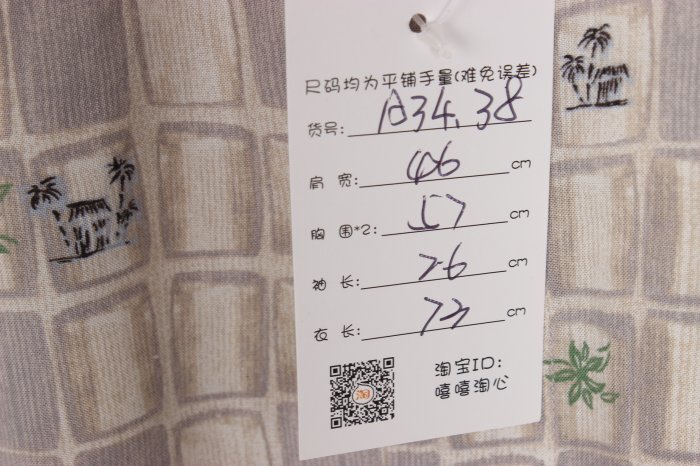 尺码均为平铺手量(难免误差)
货号: A34.38
肩 宽: 46 cm
胸 围*2: 57 cm
袖 长: 26 cm
衣 长: 73 cm
淘宝ID:
嘻嘻淘心